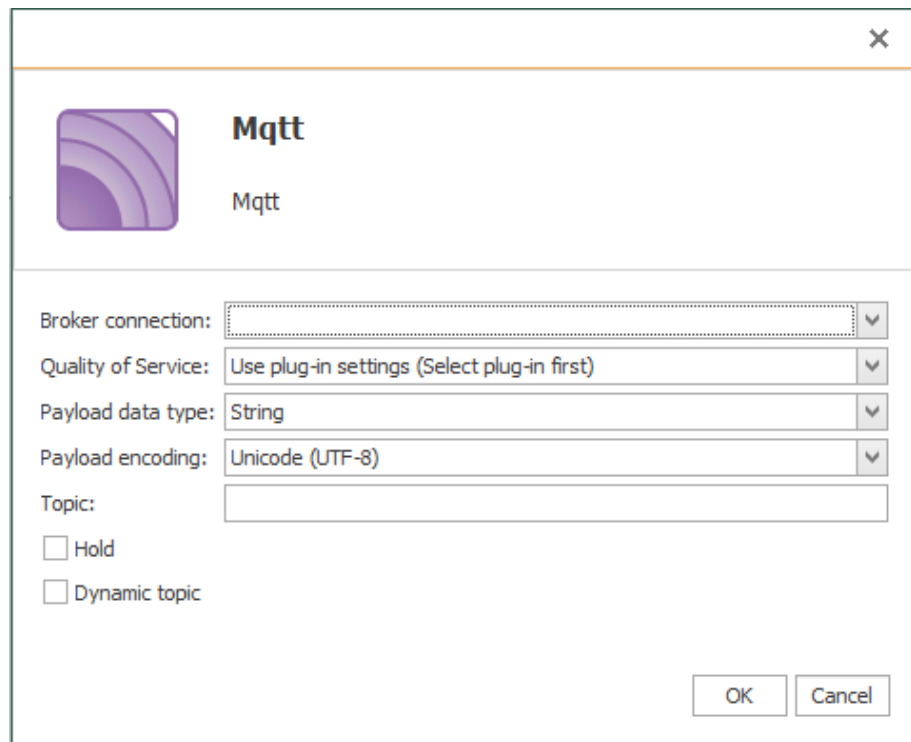 Mqtt
Mqtt
Broker connection:
Quality of Service: Use plug-in settings (Select plug-in first)
Payload data type: String
Payload encoding: Unicode (UTF-8)
Topic:
Hold
Dynamic topic
OK Cancel